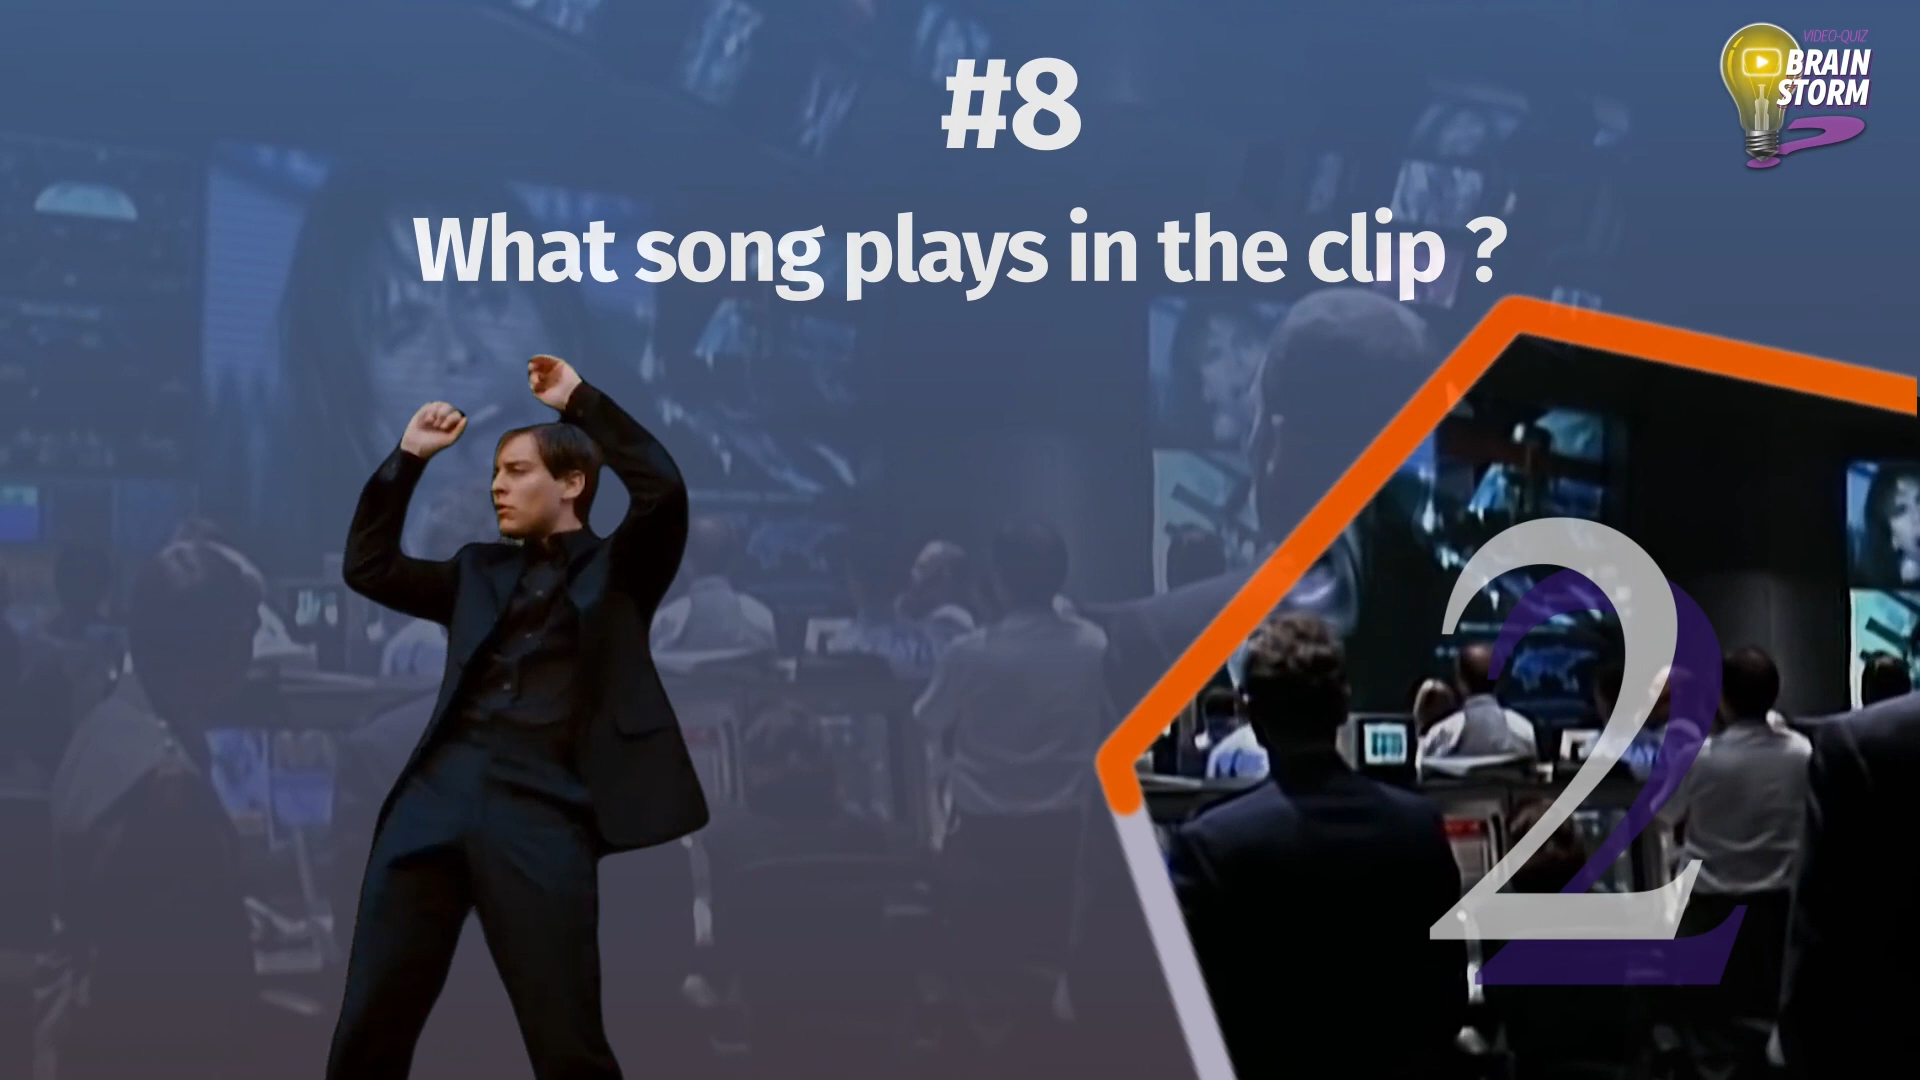 #8
VIDEO-QUIZ
BRAIN
STORM
What song plays in the clip ?
2